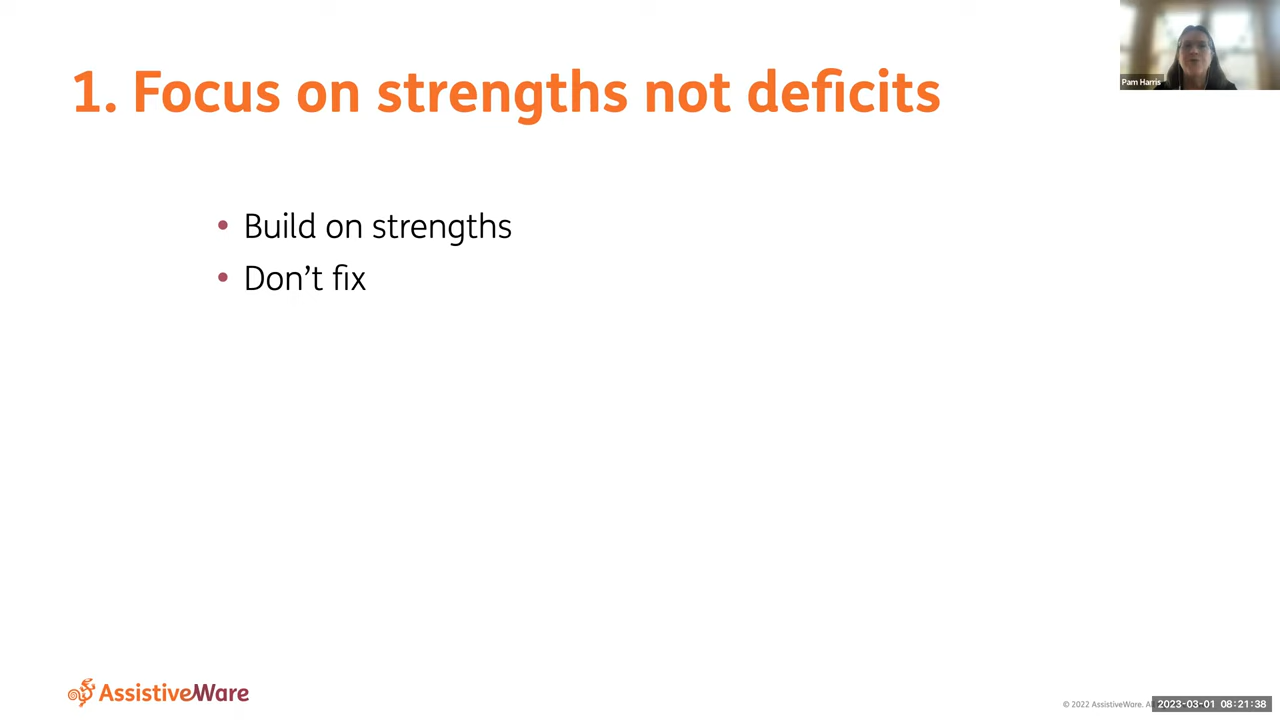 1. Focus on strengths not deficits
Pam Harris
• Build on strengths
• Don’t fix
AssistiveWare
© 2022 AssistiveWare.
2023-03-01 08:21:38